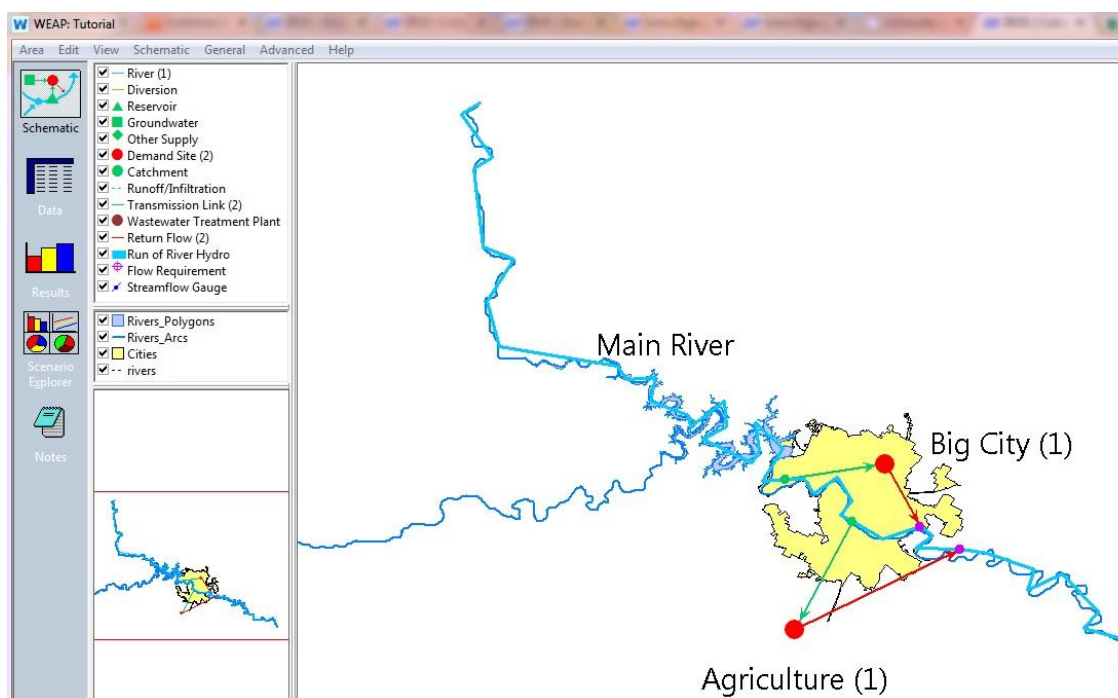 WEAP: Tutorial
Area Edit View Schematic General Advanced Help
Schematic
Data
Results
Scenario
Explorer
Notes
River (1)
Diversion
Reservoir
Groundwater
Other Supply
Demand Site (2)
Catchment
Runoff/Infiltration
Transmission Link (2)
Wastewater Treatment Plant
Return Flow (2)
Run of River Hydro
Flow Requirement
Streamflow Gauge
Rivers_Polygons
Rivers_Arcs
Cities
rivers
Main River
Big City (1)
Agriculture (1)